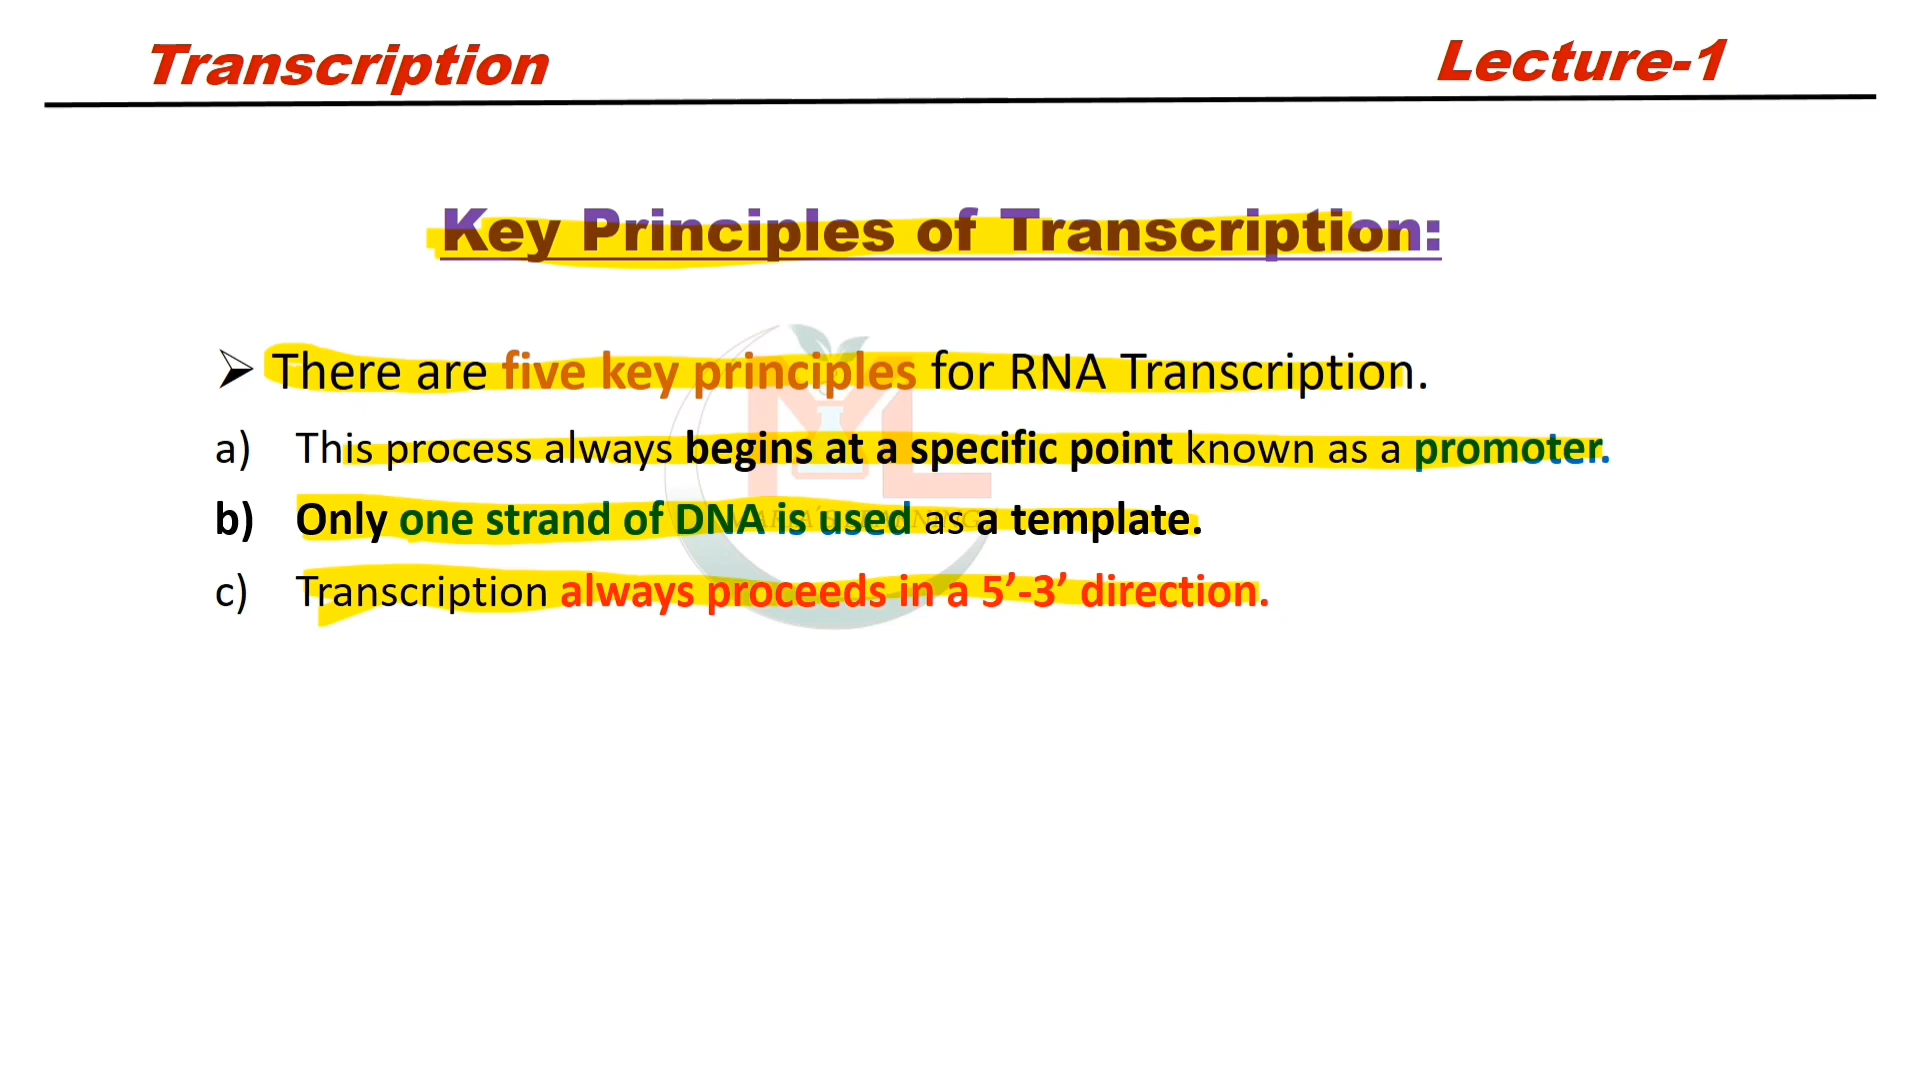 Transcription
Lecture-1
Key Principles of Transcription:
➢ There are five key principles for RNA Transcription.
a) This process always begins at a specific point known as a promoter.
b) Only one strand of DNA is used as a template.
c) Transcription always proceeds in a 5’-3’ direction.
ML